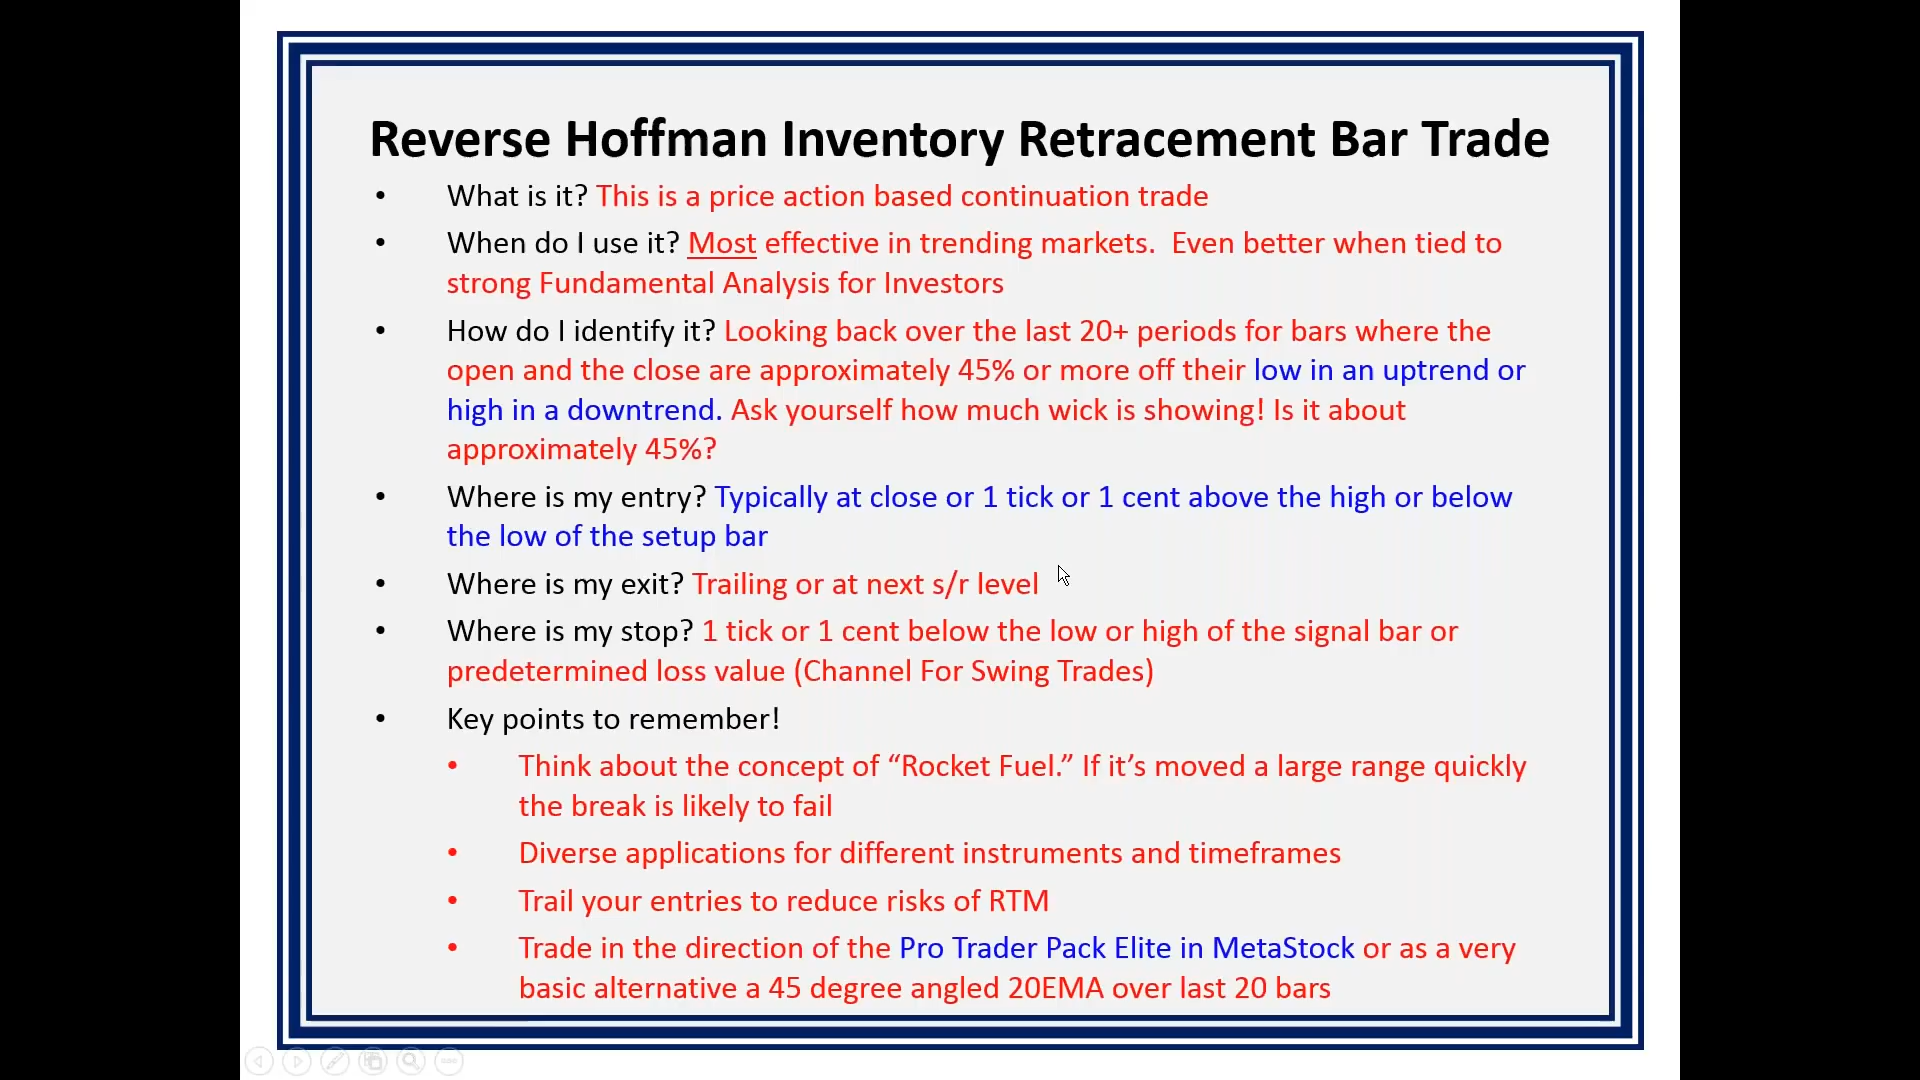 Reverse Hoffman Inventory Retracement Bar Trade
• What is it? This is a price action based continuation trade
• When do I use it? Most effective in trending markets.  Even better when tied to
strong Fundamental Analysis for Investors
• How do I identify it? Looking back over the last 20+ periods for bars where the
open and the close are approximately 45% or more off their low in an uptrend or
high in a downtrend. Ask yourself how much wick is showing! Is it about
approximately 45%?
• Where is my entry? Typically at close or 1 tick or 1 cent above the high or below
the low of the setup bar
• Where is my exit? Trailing or at next s/r level
• Where is my stop? 1 tick or 1 cent below the low or high of the signal bar or
predetermined loss value (Channel For Swing Trades)
• Key points to remember!
• Think about the concept of “Rocket Fuel.” If it’s moved a large range quickly
the break is likely to fail
• Diverse applications for different instruments and timeframes
• Trail your entries to reduce risks of RTM
• Trade in the direction of the Pro Trader Pack Elite in MetaStock or as a very
basic alternative a 45 degree angled 20EMA over last 20 bars